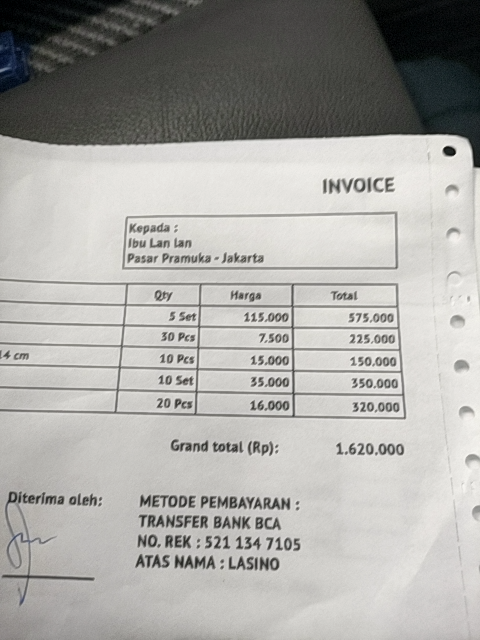 INVOICE
Kepada :
Ibu Lan lan
Pasar Pramuka - Jakarta
Qty Harga Total
5 Set 115.000 575.000
30 Pcs 7.500 225.000
14 cm 10 Pcs 15.000 150.000
10 Set 35.000 350.000
20 Pcs 16.000 320.000
Grand total (Rp): 1.620.000
Diterima oleh:
METODE PEMBAYARAN :
TRANSFER BANK BCA
NO. REK : 521 134 7105
ATAS NAMA : LASINO